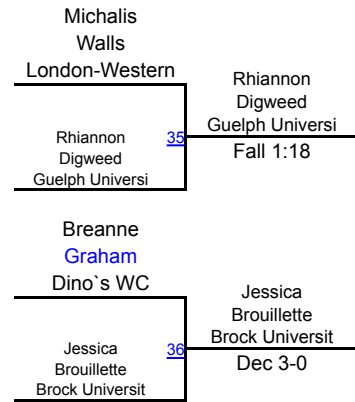 Michalis
Walls
London-Western
Rhiannon
Digweed
Guelph Universi
35
Fall 1:18
Rhiannon
Digweed
Guelph Universi
Breanne
Graham
Dino`s WC
Jessica
Brouillette
Brock Universit
36
Dec 3-0
Jessica
Brouillette
Brock Universit